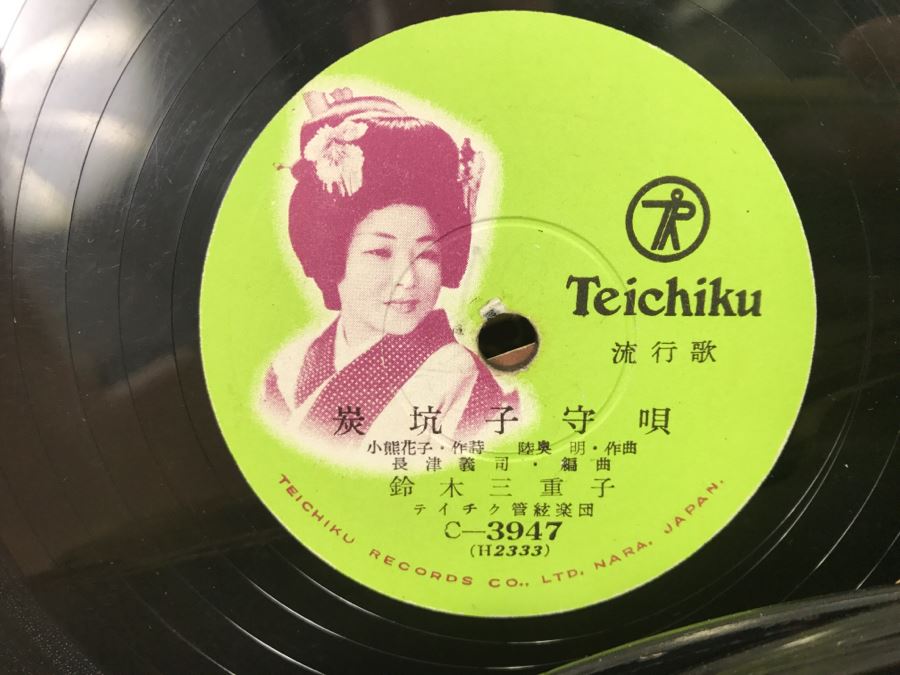 Teichiku
流行歌
炭坑子守唄
小熊花子・作詩 陸奥明・作曲
長津義司・編曲
鈴木三重子
テイチク管絃楽団
C—3947
(H2333)
TEICHIKU RECORDS CO., LTD, NARA, JAPAN.